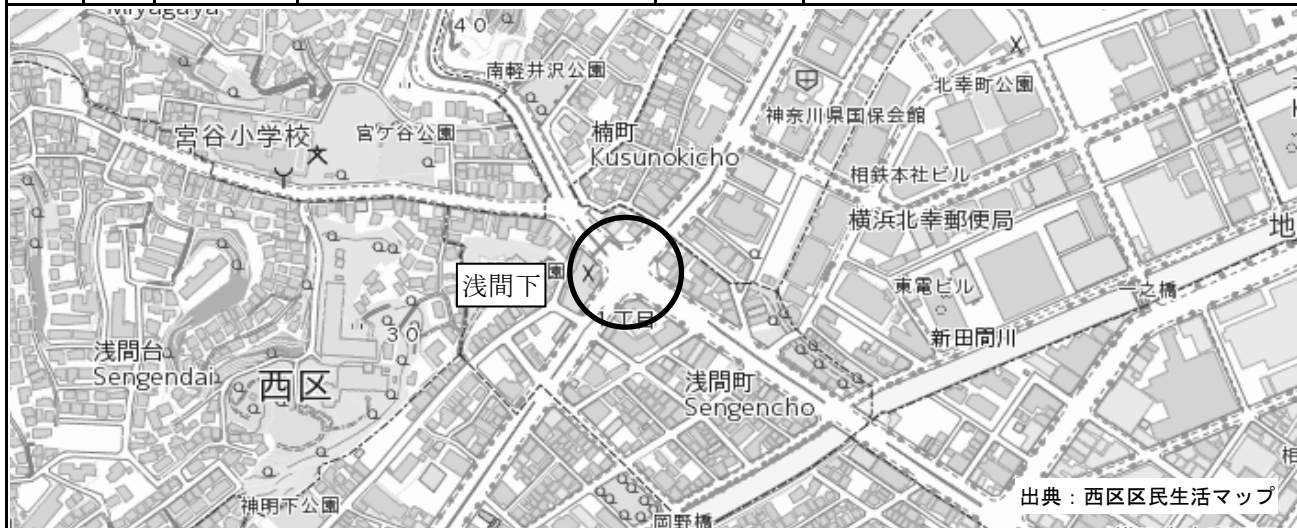 Miyagaya
40
南軽井沢公園
北幸町公園
神奈川県国保会館
宮谷小学校
宮ケ谷公園
楠町
Kusunokicho
相鉄本社ビル
横浜北幸郵便局
地
浅間下
園
東電ビル
一之橋
1丁目
新田間川
30
浅間台
Sengendai
西区
浅間町
Sengencho
相
神明下公園
岡野橋
出典：西区区民生活マップ